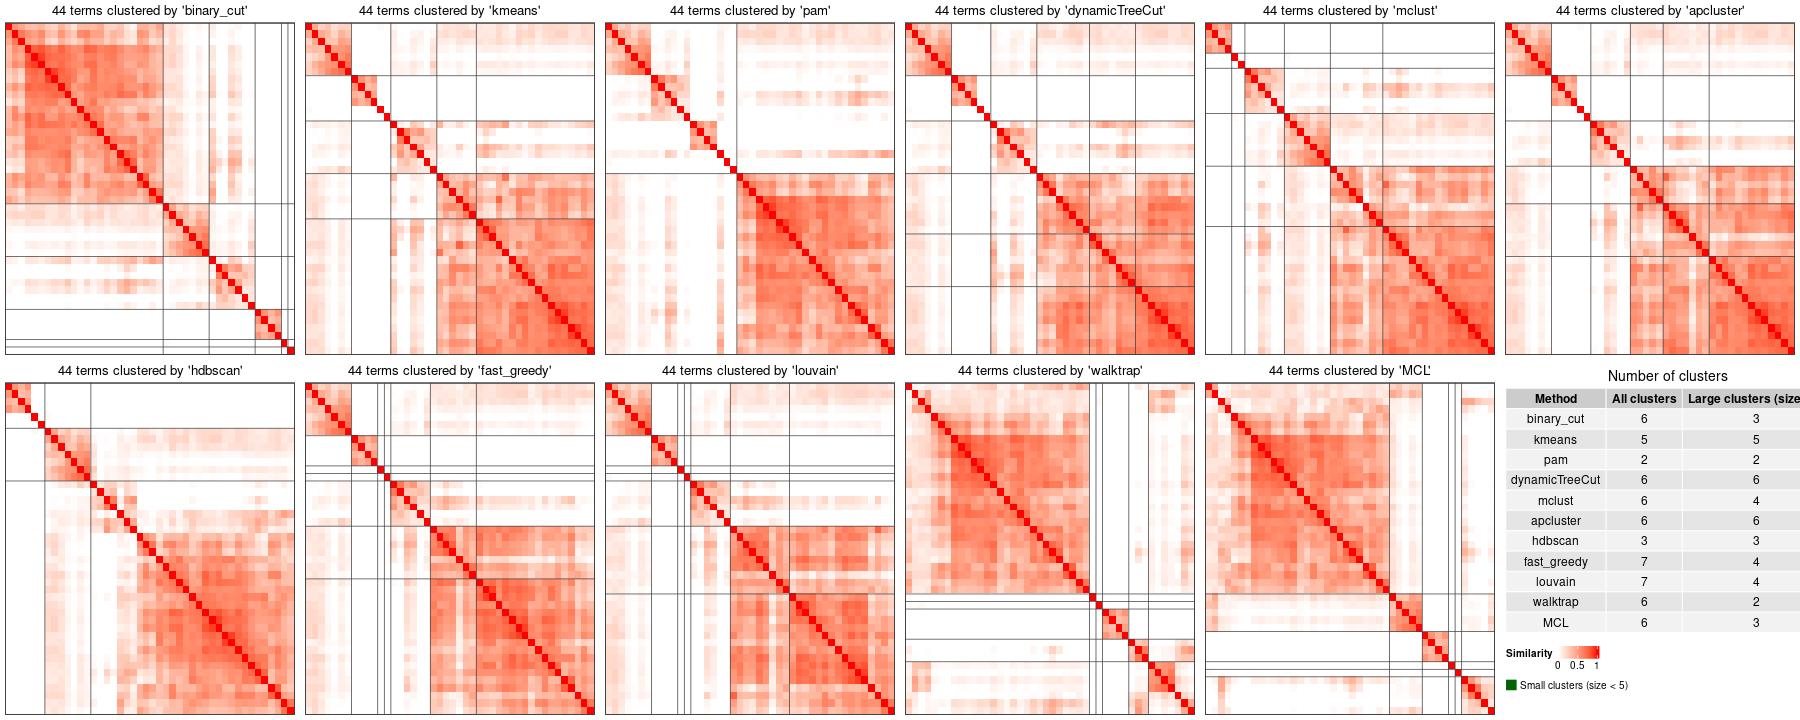 44 terms clustered by 'binary_cut'
44 terms clustered by 'kmeans'
44 terms clustered by 'pam'
44 terms clustered by 'dynamicTreeCut'
44 terms clustered by 'mclust'
44 terms clustered by 'apcluster'
44 terms clustered by 'hdbscan'
44 terms clustered by 'fast_greedy'
44 terms clustered by 'louvain'
44 terms clustered by 'walktrap'
44 terms clustered by 'MCL'
Number of clusters
Method All clusters Large clusters (size
binary_cut 6 3
kmeans 5 5
pam 2 2
dynamicTreeCut 6 6
mclust 6 4
apcluster 6 6
hdbscan 3 3
fast_greedy 7 4
louvain 7 4
walktrap 6 2
MCL 6 3
Similarity
0 0.5 1
Small clusters (size < 5)